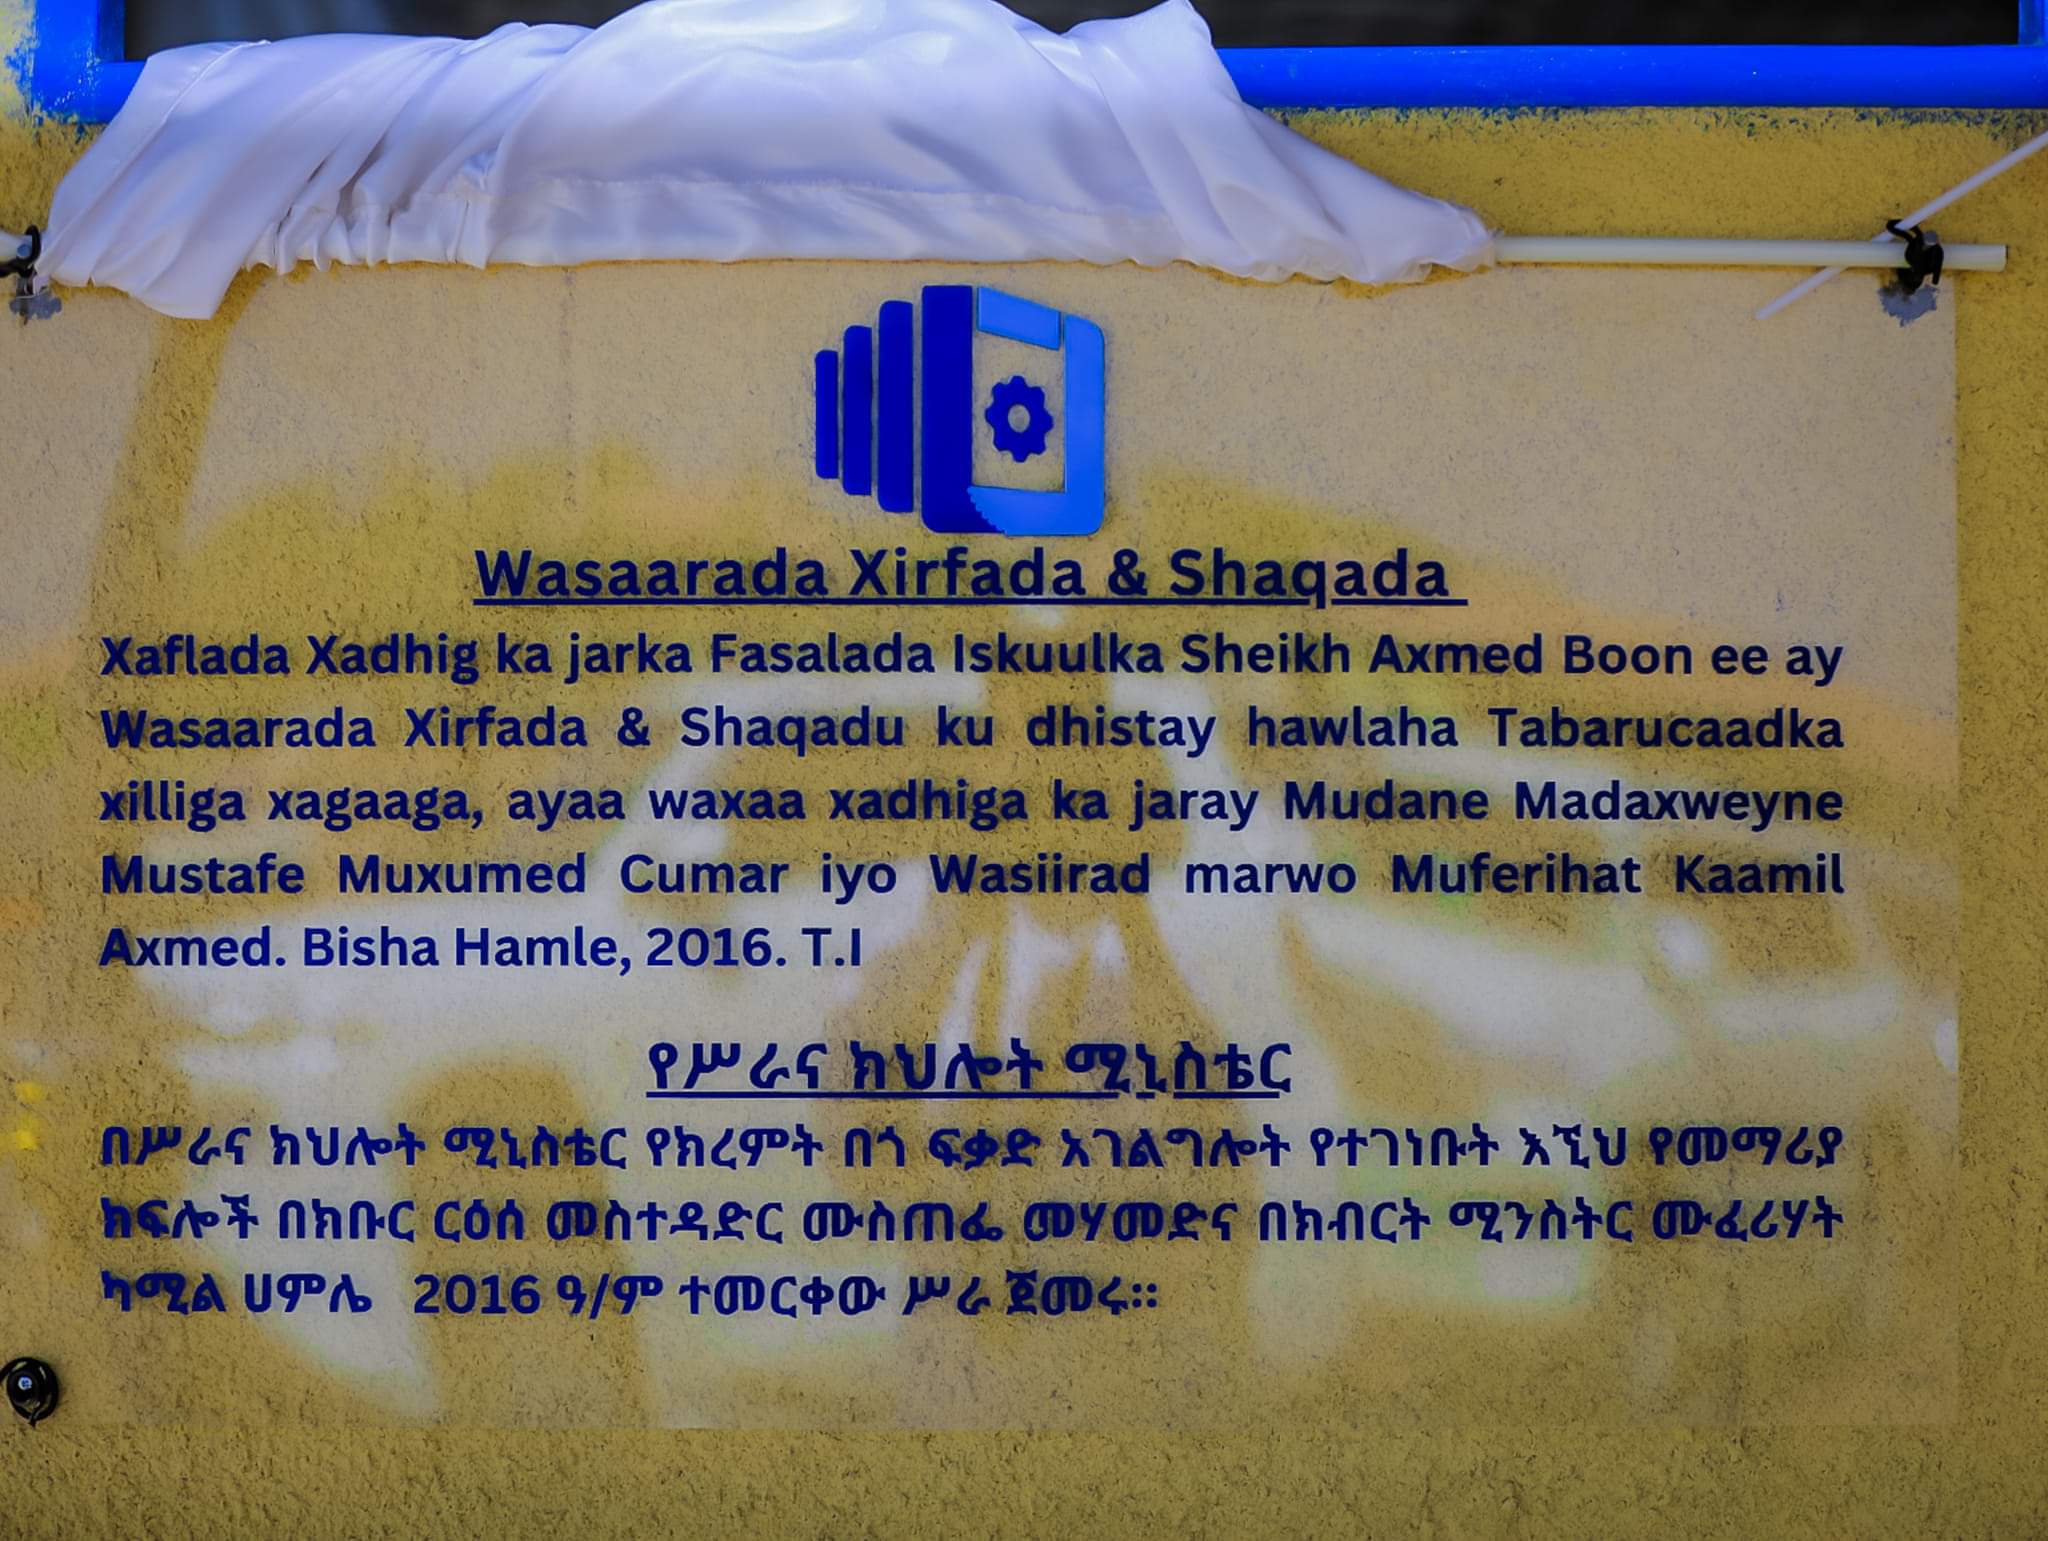 Wasaarada Xirfada & Shaqada
Xaflada Xadhig ka jarka Fasalada Iskuulka Sheikh Axmed Boon ee ay
Wasaarada Xirfada & Shaqadu ku dhistay hawlaha Tabarucaadka
xilliga xagaaga, ayaa waxaa xadhiga ka jaray Mudane Madaxweyne
Mustafe Muxumed Cumar iyo Wasiirad marwo Muferihat Kaamil
Axmed. Bisha Hamle, 2016. T.I
የሥራና ክህሎት ሚኒስቴር
በሥራና ክህሎት ሚኒስቴር የክረምት በጎ ፍቃድ አገልግሎት የተገነቡት እኚህ የመማሪያ
ክፍሎች በክቡር ርዕሰ መስተዳድር ሙስጠፌ መሃመድና በክብርት ሚንስትር ሙፈሪሃት
ካሚል ሀምሌ 2016 ዓ/ም ተመርቀው ሥራ ጀመሩ።